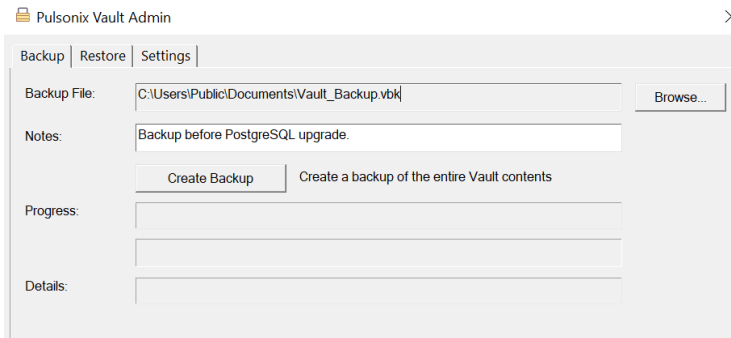 Pulsonix Vault Admin
Backup Restore Settings
Backup File: C:\Users\Public\Documents\Vault_Backup.vbk Browse...
Notes: Backup before PostgreSQL upgrade.
Create Backup Create a backup of the entire Vault contents
Progress:
Details: